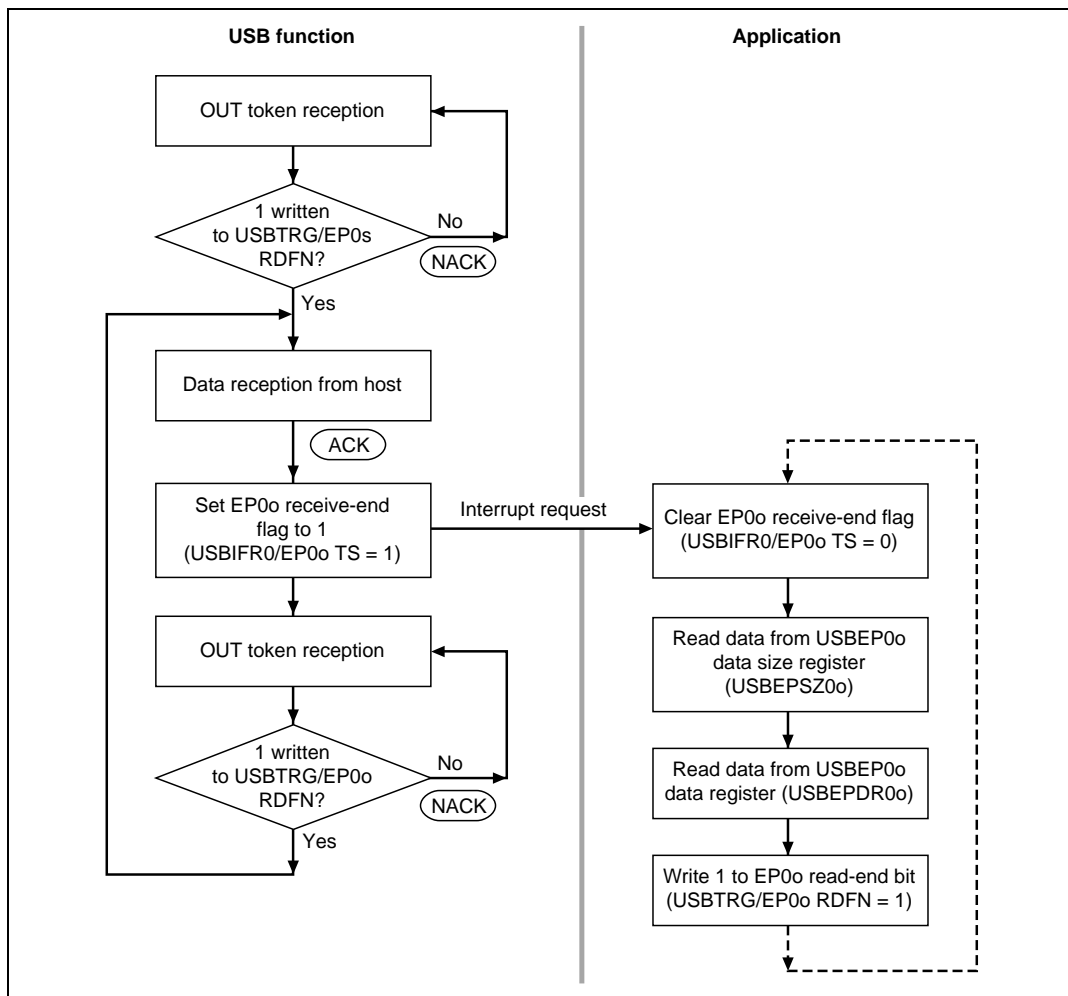 USB function
OUT token reception
1 written
to USBTRG/EP0s
RDFN?
No
NACK
Yes
Data reception from host
ACK
Set EP0o receive-end
flag to 1
(USBIFR0/EP0o TS = 1)
Interrupt request
OUT token reception
1 written
to USBTRG/EP0o
RDFN?
No
NACK
Yes
Application
Clear EP0o receive-end flag
(USBIFR0/EP0o TS = 0)
Read data from USBEP0o
data size register
(USBEPSZ0o)
Read data from USBEP0o
data register (USBEPDR0o)
Write 1 to EP0o read-end bit
(USBTRG/EP0o RDFN = 1)